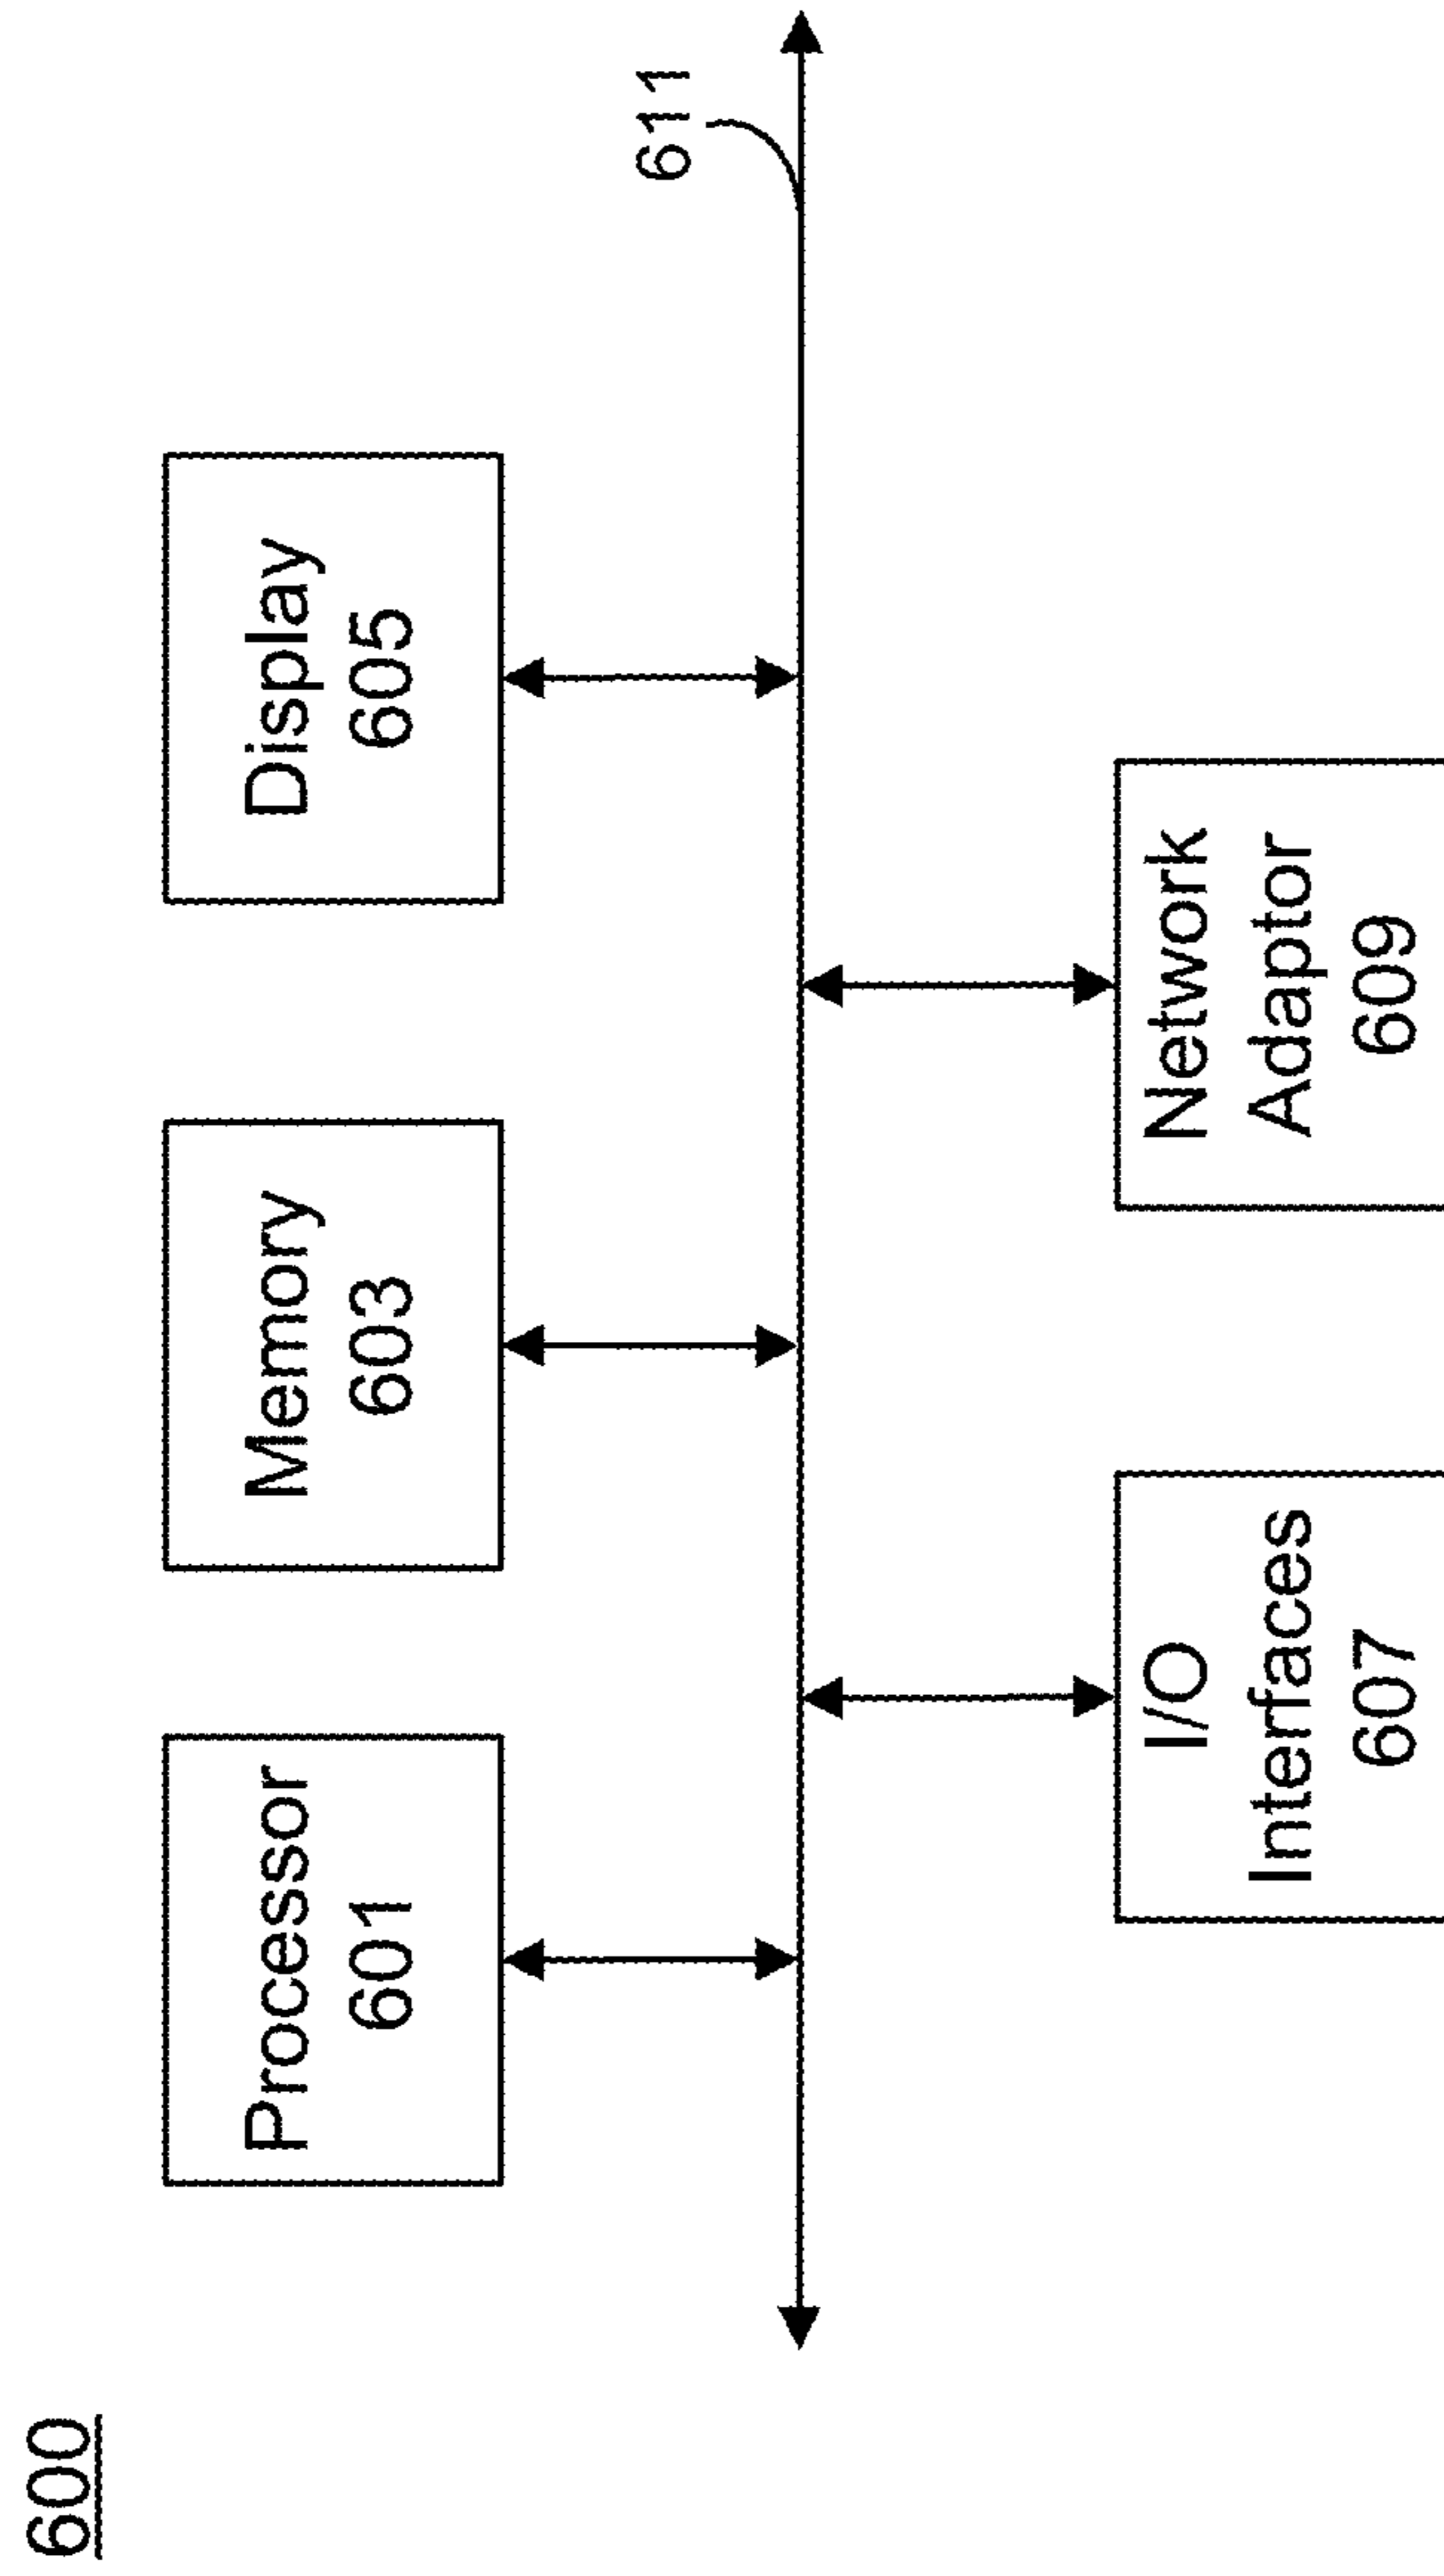 600
Processor
601
Memory
603
Display
605
611
I/O
Interfaces
607
Network
Adaptor
609